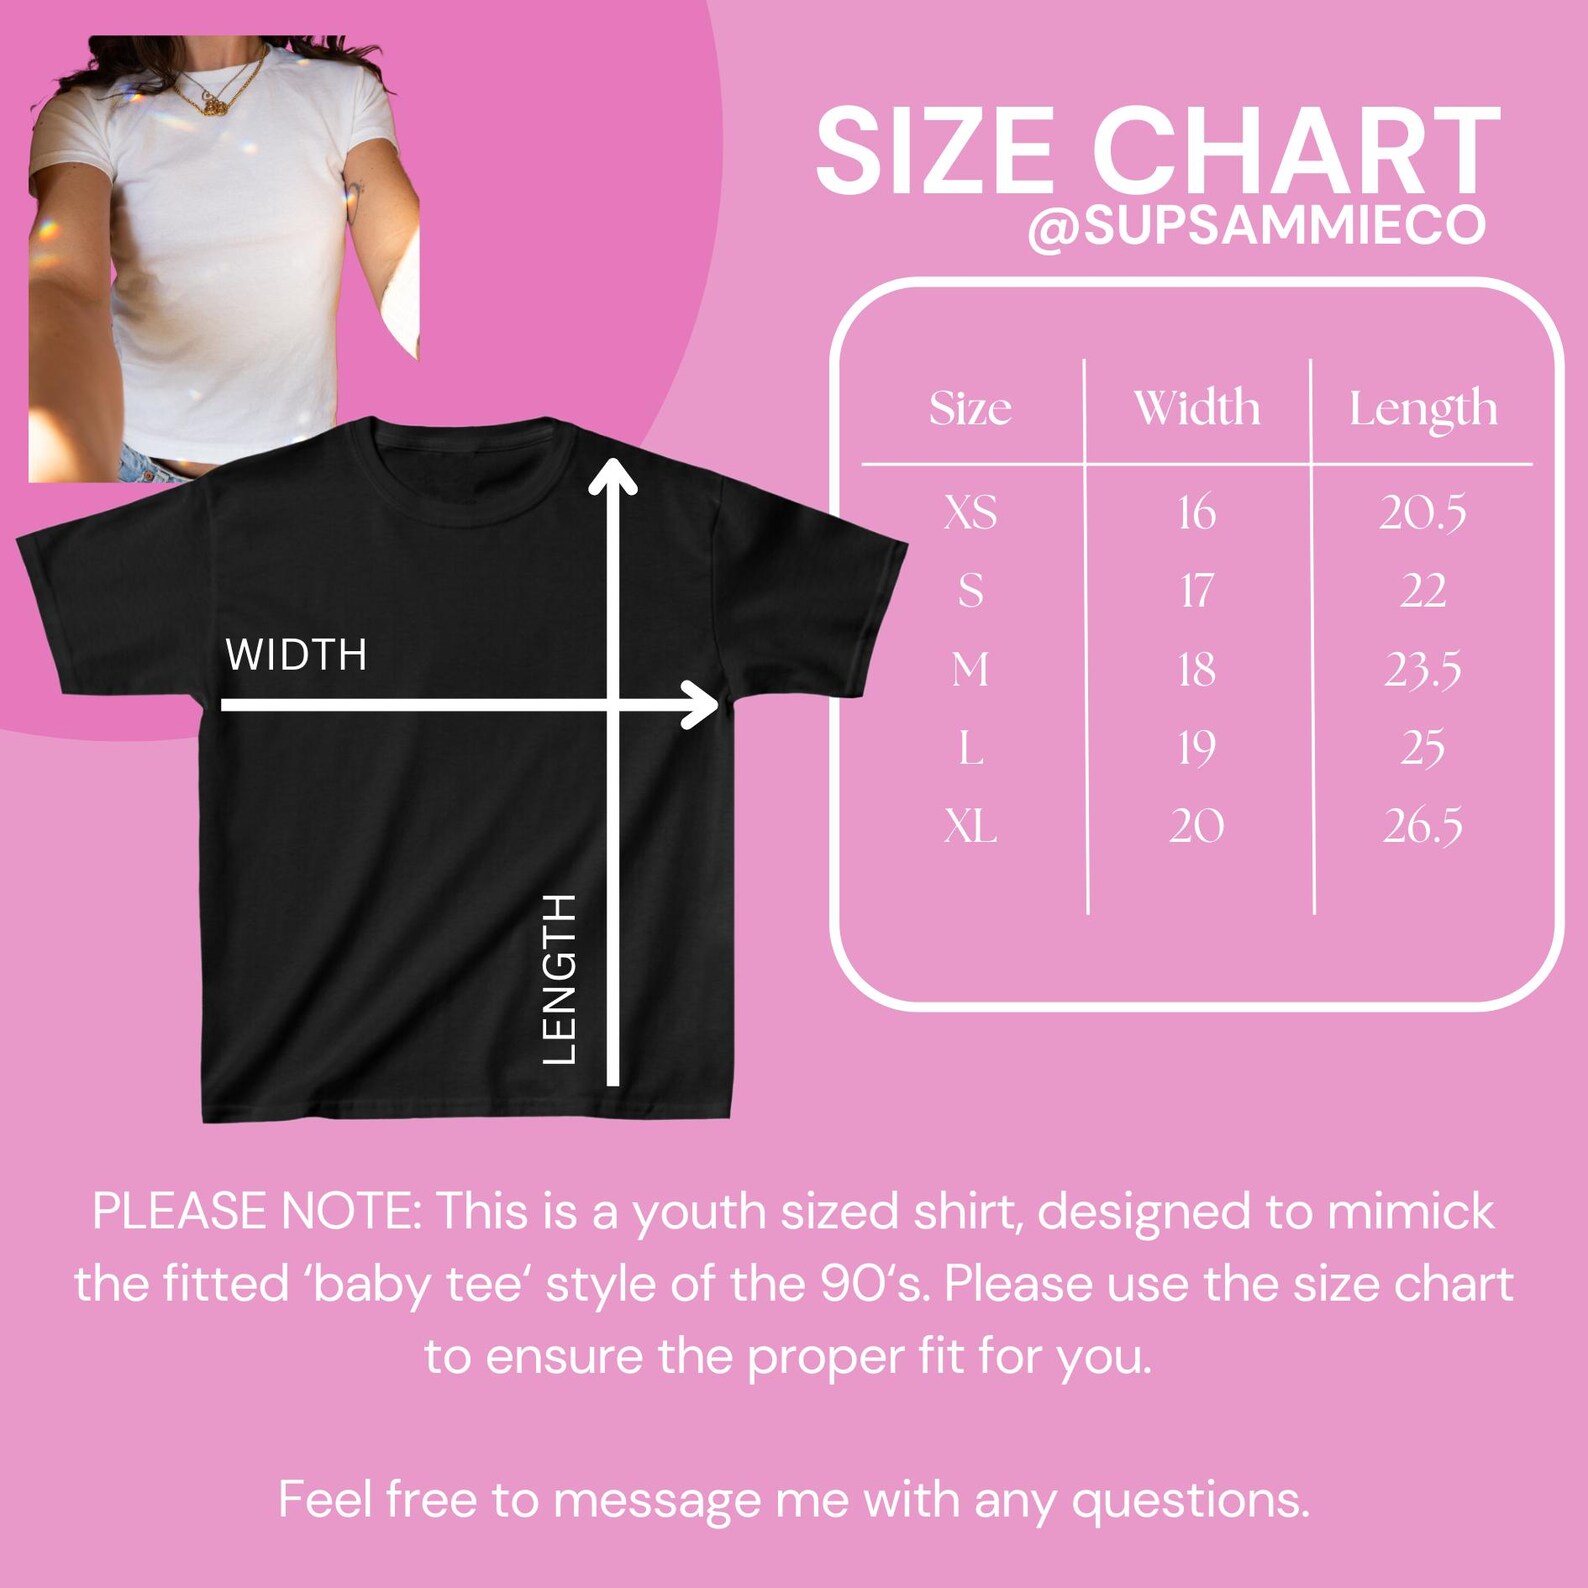 SIZE CHART
@SUPSAMMIECO
Size Width Length
XS 16 20.5
S 17 22
M 18 23.5
L 19 25
XL 20 26.5
WIDTH
LENGTH
PLEASE NOTE: This is a youth sized shirt, designed to mimick
the fitted ‘baby tee‘ style of the 90‘s. Please use the size chart
to ensure the proper fit for you.
Feel free to message me with any questions.